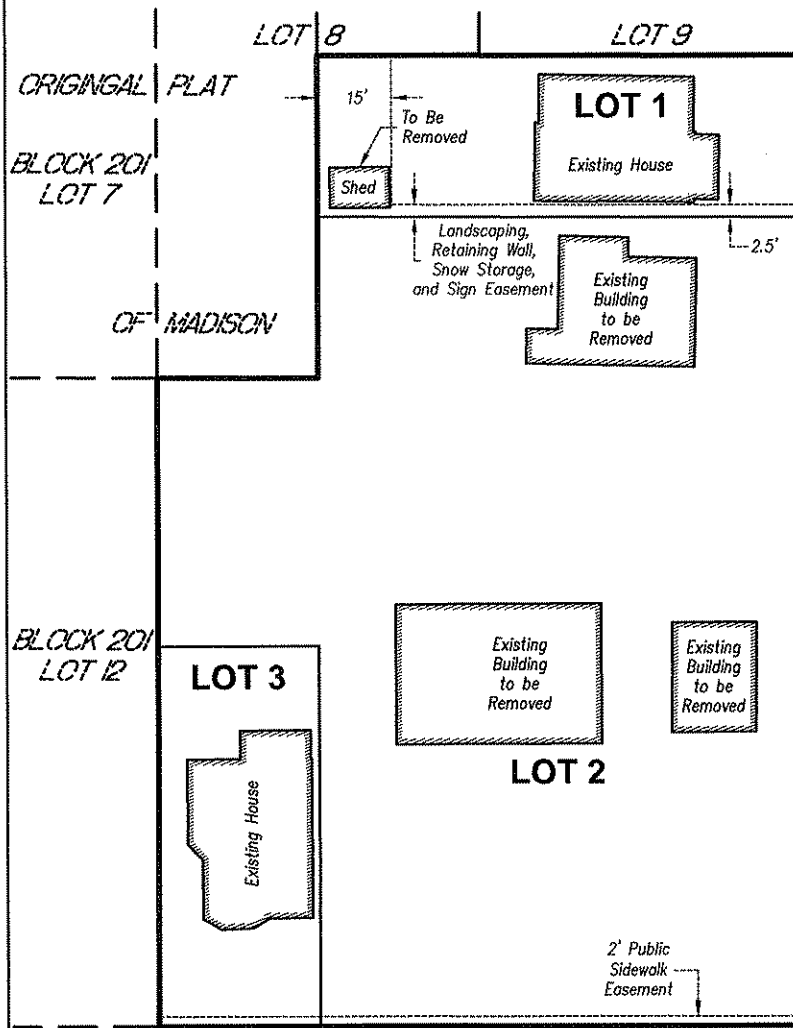 LOT 8
LOT 9
ORIGINGAL PLAT
15'
To Be
Removed
LOT 1
BLOCK 201
LOT 7
Existing House
Shed
Landscaping,
Retaining Wall,
Snow Storage,
and Sign Easement
2.5'
Existing
Building
to be
Removed
OF MADISON
BLOCK 201
LOT 12
LOT 3
Existing
Building
to be
Removed
Existing
Building
to be
Removed
LOT 2
Existing House
2' Public
Sidewalk
Easement